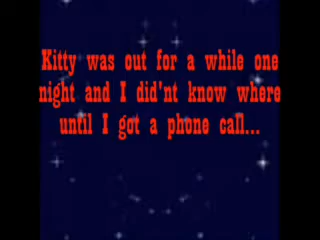 Kitty was out for a while one
night and I did'nt know where
until I got a phone call...